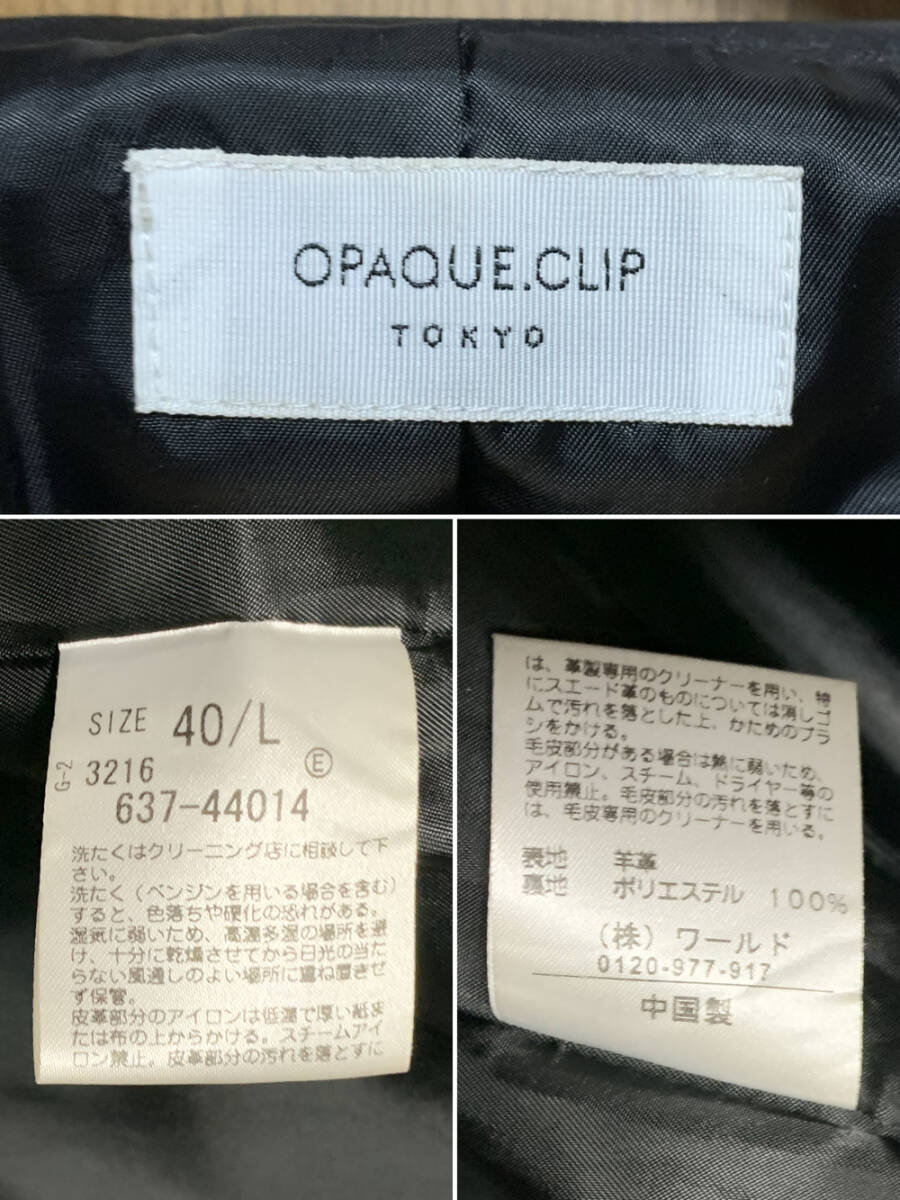 OPAQUE.CLIP
TOKYO
SIZE 40/L
G-2
3216 Ⓔ
637-44014
洗たくはクリーニング店に相談して下
さい。
洗たく(ベンジンを用いる場合を含む)
すると、色落ちや硬化の恐れがある。
湿気に弱いため、高温多湿の場所を避
け、十分に乾燥させてから日光の当た
らない風通しのよい場所に重ね置きせ
ず保管。
皮革部分のアイロンは低温で厚い紙ま
たは布の上からかける。スチームアイ
ロン禁止。皮革部分の汚れを落とすに
は、革製専用のクリーナーを用い、特
にスエード革のものについては消しゴ
ムで汚れを落とした上、かためのブラ
シをかける。
毛皮部分がある場合は熱に弱いため、
アイロン、スチーム、ドライヤー等の
使用禁止。毛皮部分の汚れを落とすに
は、毛皮専用のクリーナーを用いる。
表地 羊革
裏地 ポリエステル 100%
(株)ワールド
0120-977-917
中国製